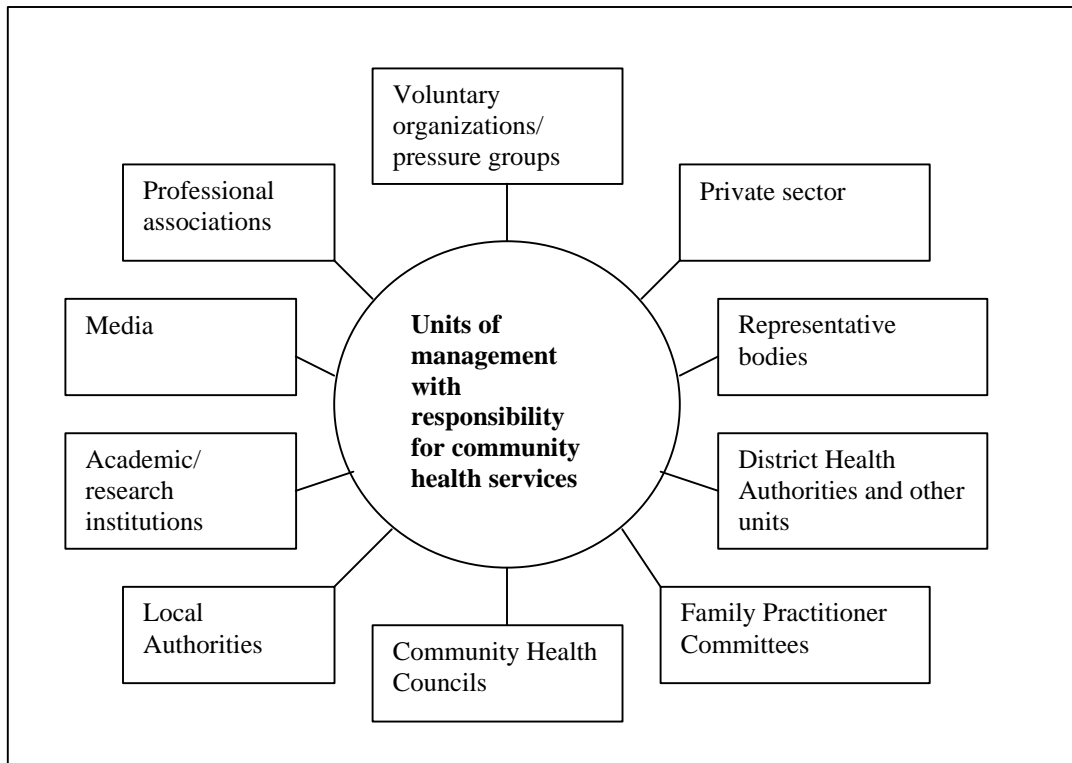 Voluntary
organizations/
pressure groups
Professional
associations
Private sector
Media
Units of
management
with
responsibility
for community
health services
Representative
bodies
Academic/
research
institutions
District Health
Authorities and other
units
Local
Authorities
Community Health
Councils
Family Practitioner
Committees